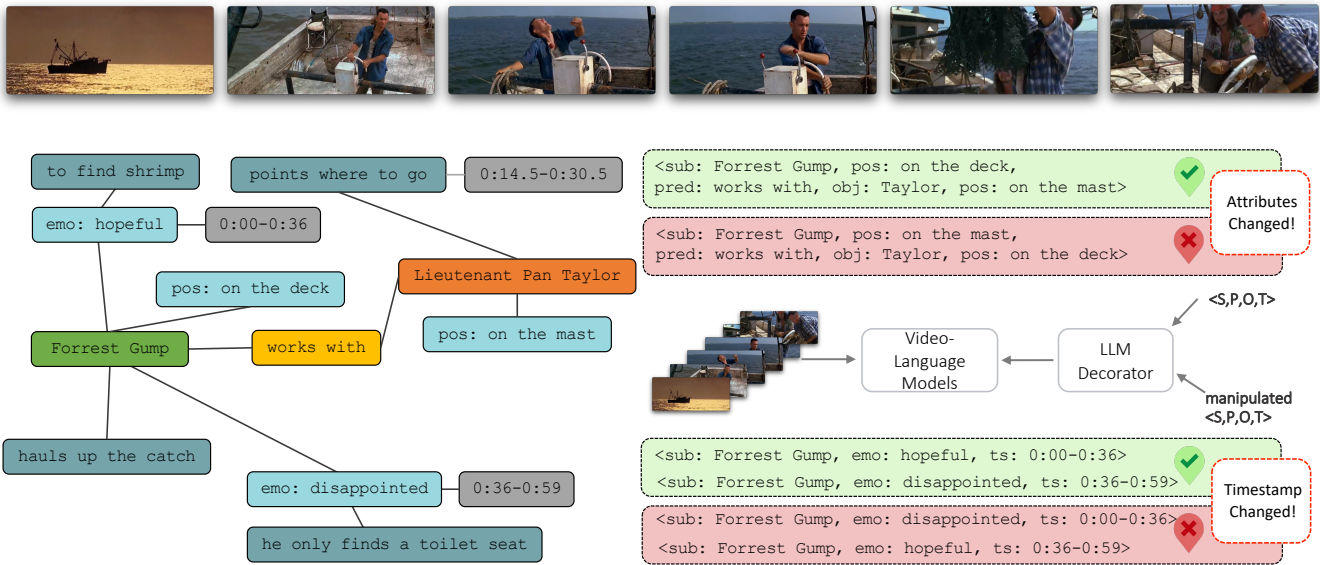 to find shrimp
points where to go
0:14.5-0:30.5
emo: hopeful
0:00-0:36
Lieutenant Pan Taylor
pos: on the deck
pos: on the mast
Forrest Gump
works with
hauls up the catch
emo: disappointed
0:36-0:59
he only finds a toilet seat
<sub: Forrest Gump, pos: on the deck,
pred: works with, obj: Taylor, pos: on the mast>
<sub: Forrest Gump, pos: on the mast,
pred: works with, obj: Taylor, pos: on the deck>
Attributes
Changed!
<S,P,O,T>
Video-
Language
Models
LLM
Decorator
manipulated
<S,P,O,T>
<sub: Forrest Gump, emo: hopeful, ts: 0:00-0:36>
<sub: Forrest Gump, emo: disappointed, ts: 0:36-0:59>
<sub: Forrest Gump, emo: disappointed, ts: 0:00-0:36>
<sub: Forrest Gump, emo: hopeful, ts: 0:36-0:59>
Timestamp
Changed!